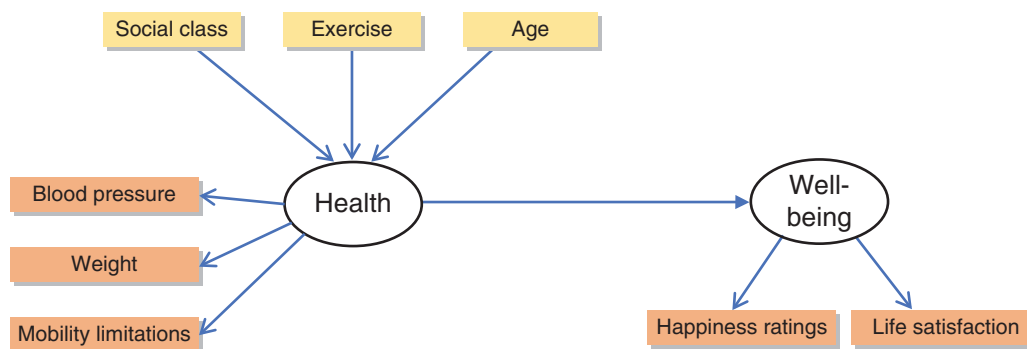 Social class
Exercise
Age
Blood pressure
Health
Well-
being
Weight
Mobility limitations
Happiness ratings
Life satisfaction